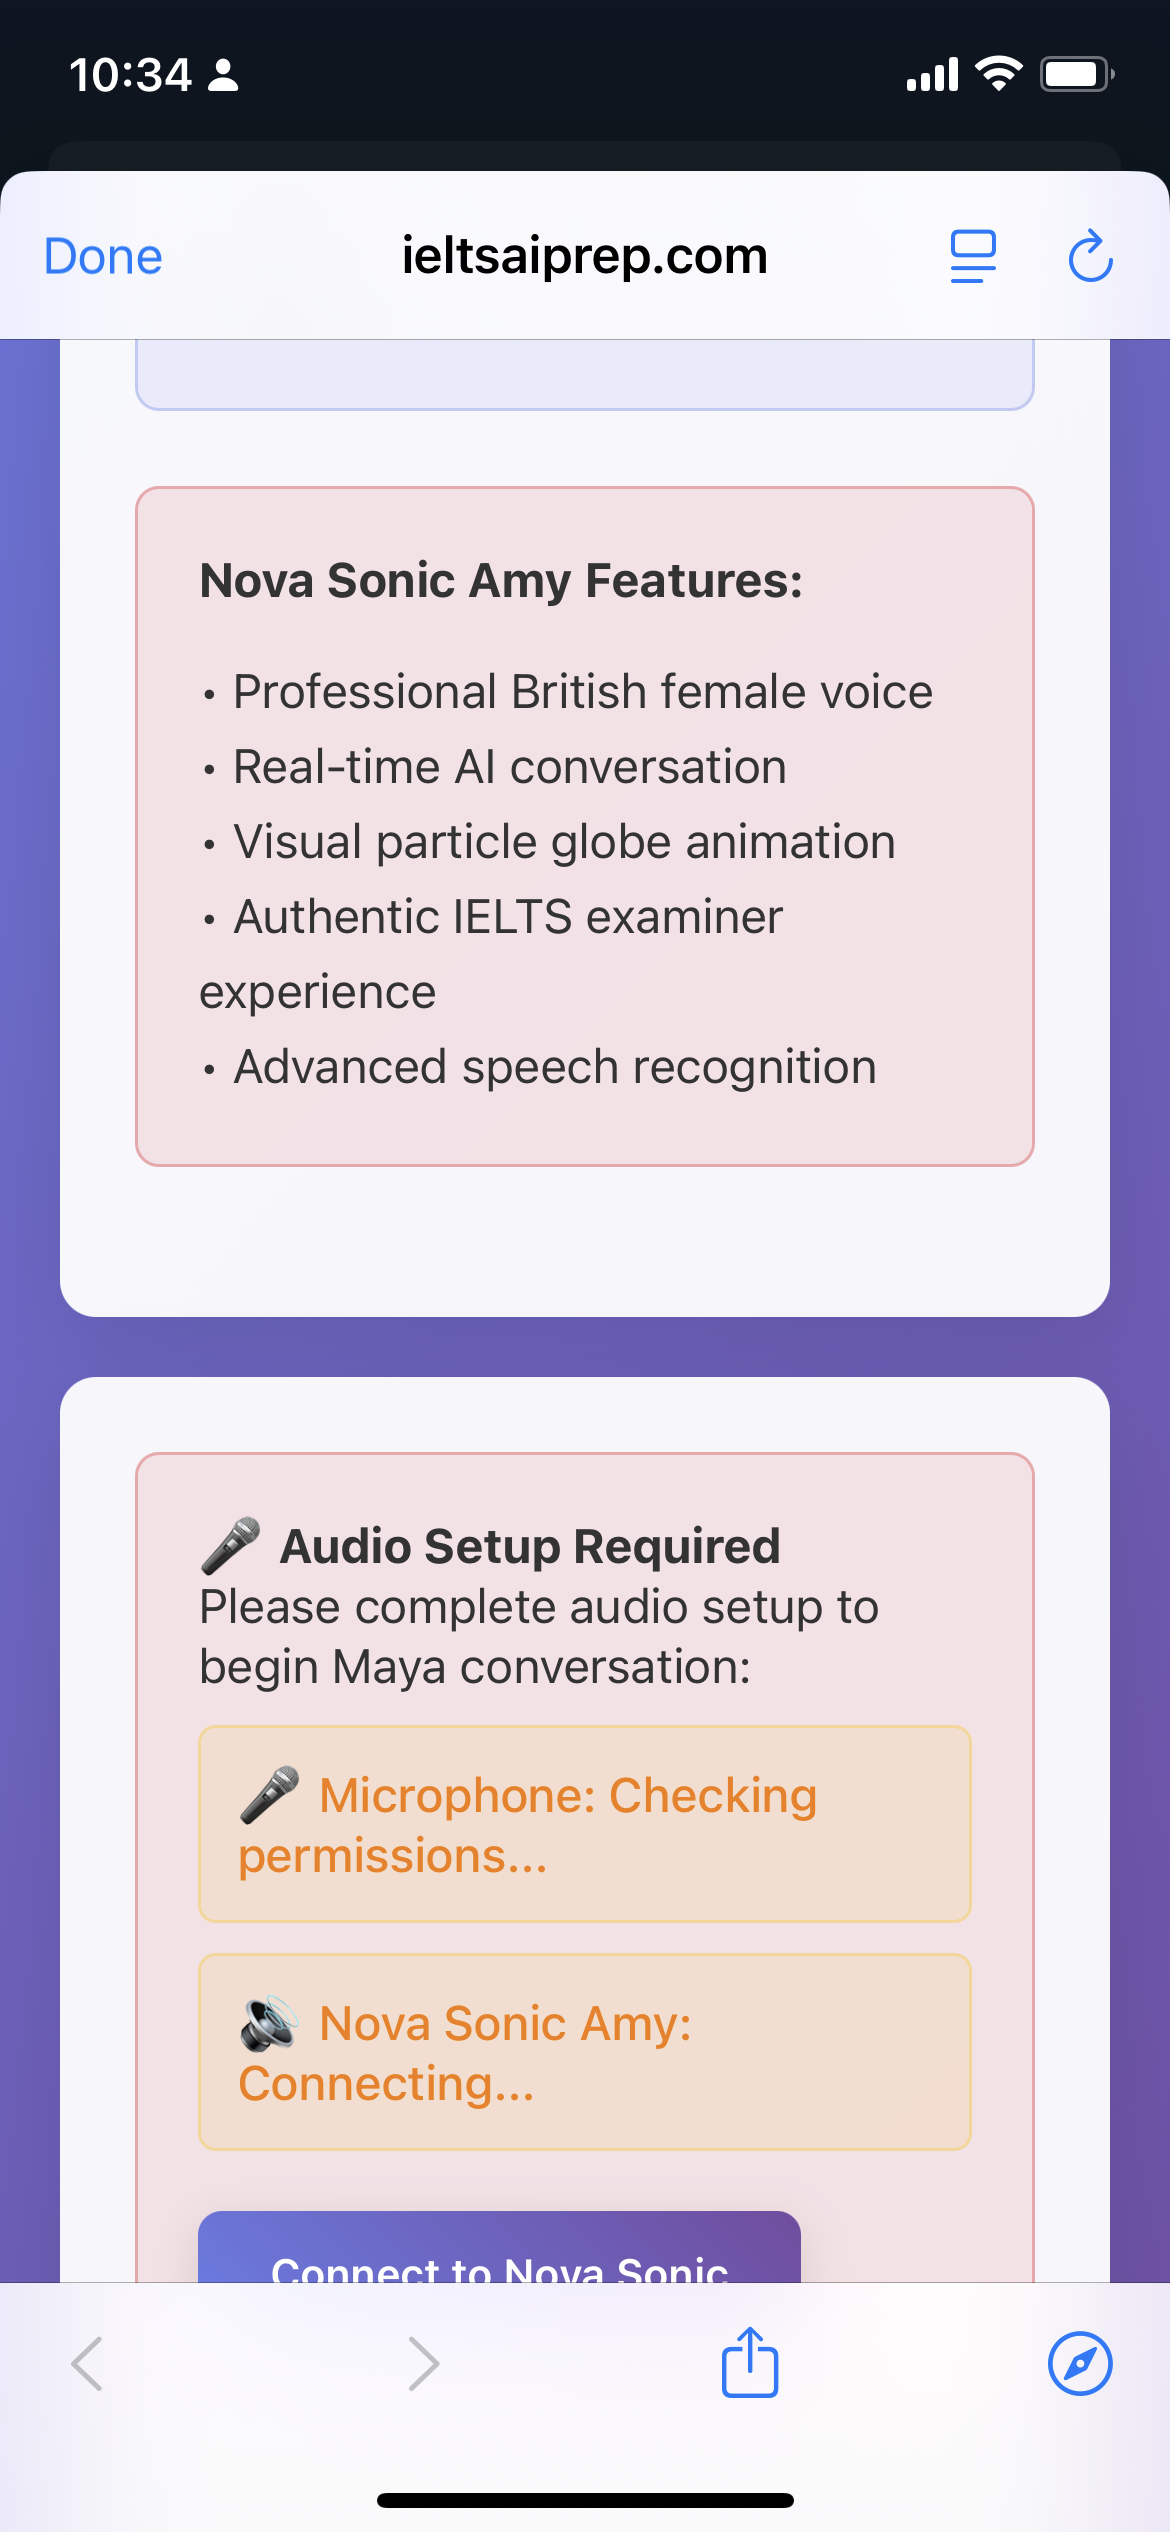 10:34
Done
ieltsaiprep.com
Nova Sonic Amy Features:
• Professional British female voice
• Real-time AI conversation
• Visual particle globe animation
• Authentic IELTS examiner
experience
• Advanced speech recognition
🎤 Audio Setup Required
Please complete audio setup to
begin Maya conversation:
🎤 Microphone: Checking
permissions...
🔊 Nova Sonic Amy:
Connecting...
Connect to Nova Sonic